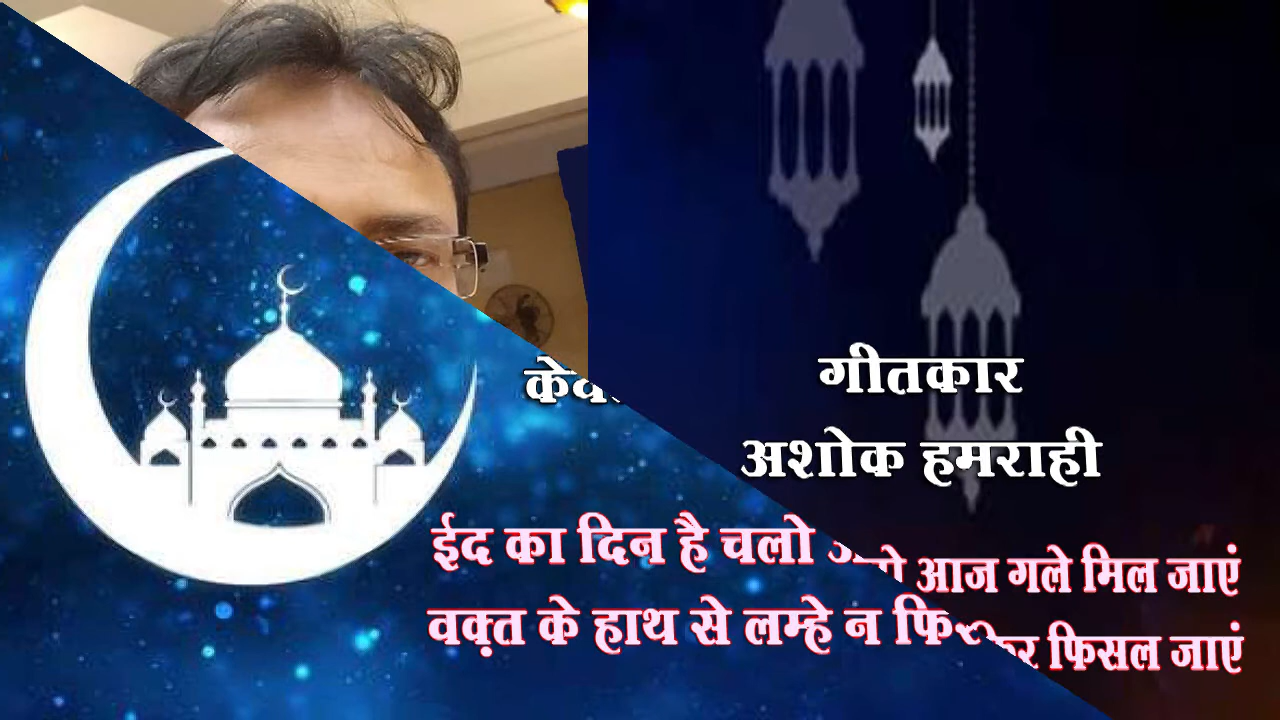 गीतकार
अशोक हमराही
ईद का दिन है चलो आज गले मिल जाएं
वक़्त के हाथ से लम्हे न फिर फिसल जाएं